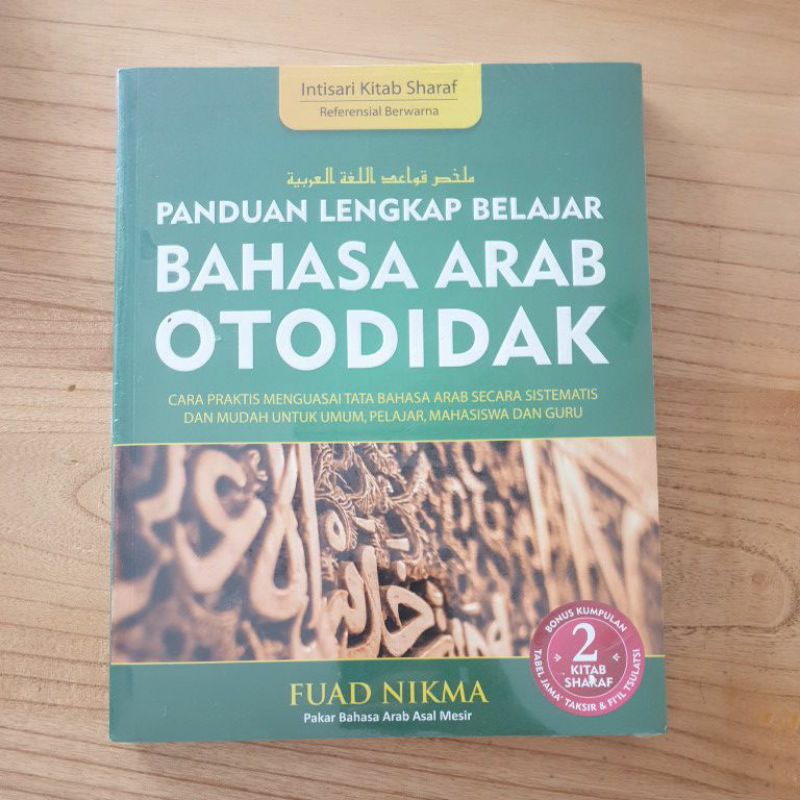 Intisari Kitab Sharaf
Referensial Berwarna
ملخص قواعد اللغة العربية
PANDUAN LENGKAP BELAJAR
BAHASA ARAB
OTODIDAK
CARA PRAKTIS MENGUASAI TATA BAHASA ARAB SECARA SISTEMATIS
DAN MUDAH UNTUK UMUM, PELAJAR, MAHASISWA DAN GURU
BONUS KUMPULAN
2
KITAB
SHARAF
TABEL JAMA' TAKSIR & FI'IL TSULATSI
FUAD NIKMA
Pakar Bahasa Arab Asal Mesir